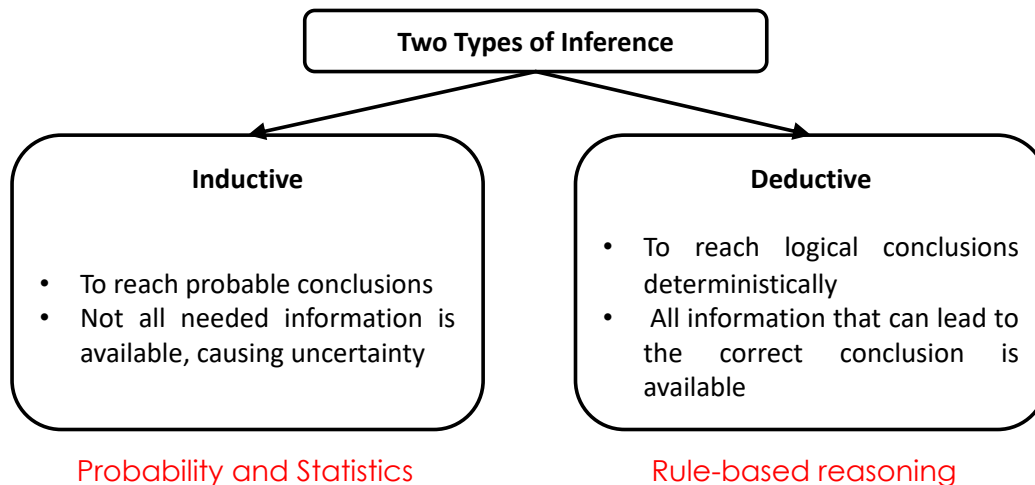 Two Types of Inference
Inductive
• To reach probable conclusions
• Not all needed information is
available, causing uncertainty
Deductive
• To reach logical conclusions
deterministically
• All information that can lead to
the correct conclusion is
available
Probability and Statistics
Rule-based reasoning